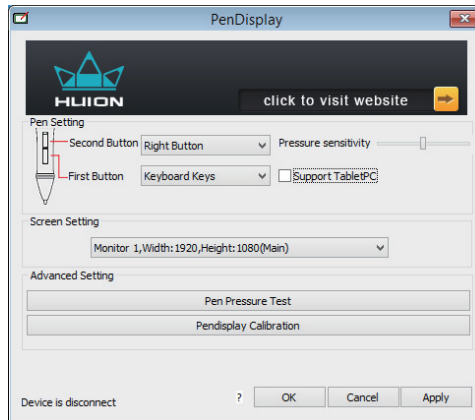 PenDisplay
HUION
click to visit website
Pen Setting
Second Button Right Button Pressure sensitivity
First Button Keyboard Keys Support TabletPC
Screen Setting
Monitor 1,Width:1920,Height:1080(Main)
Advanced Setting
Pen Pressure Test
Pendisplay Calibration
Device is disconnect ? OK Cancel Apply